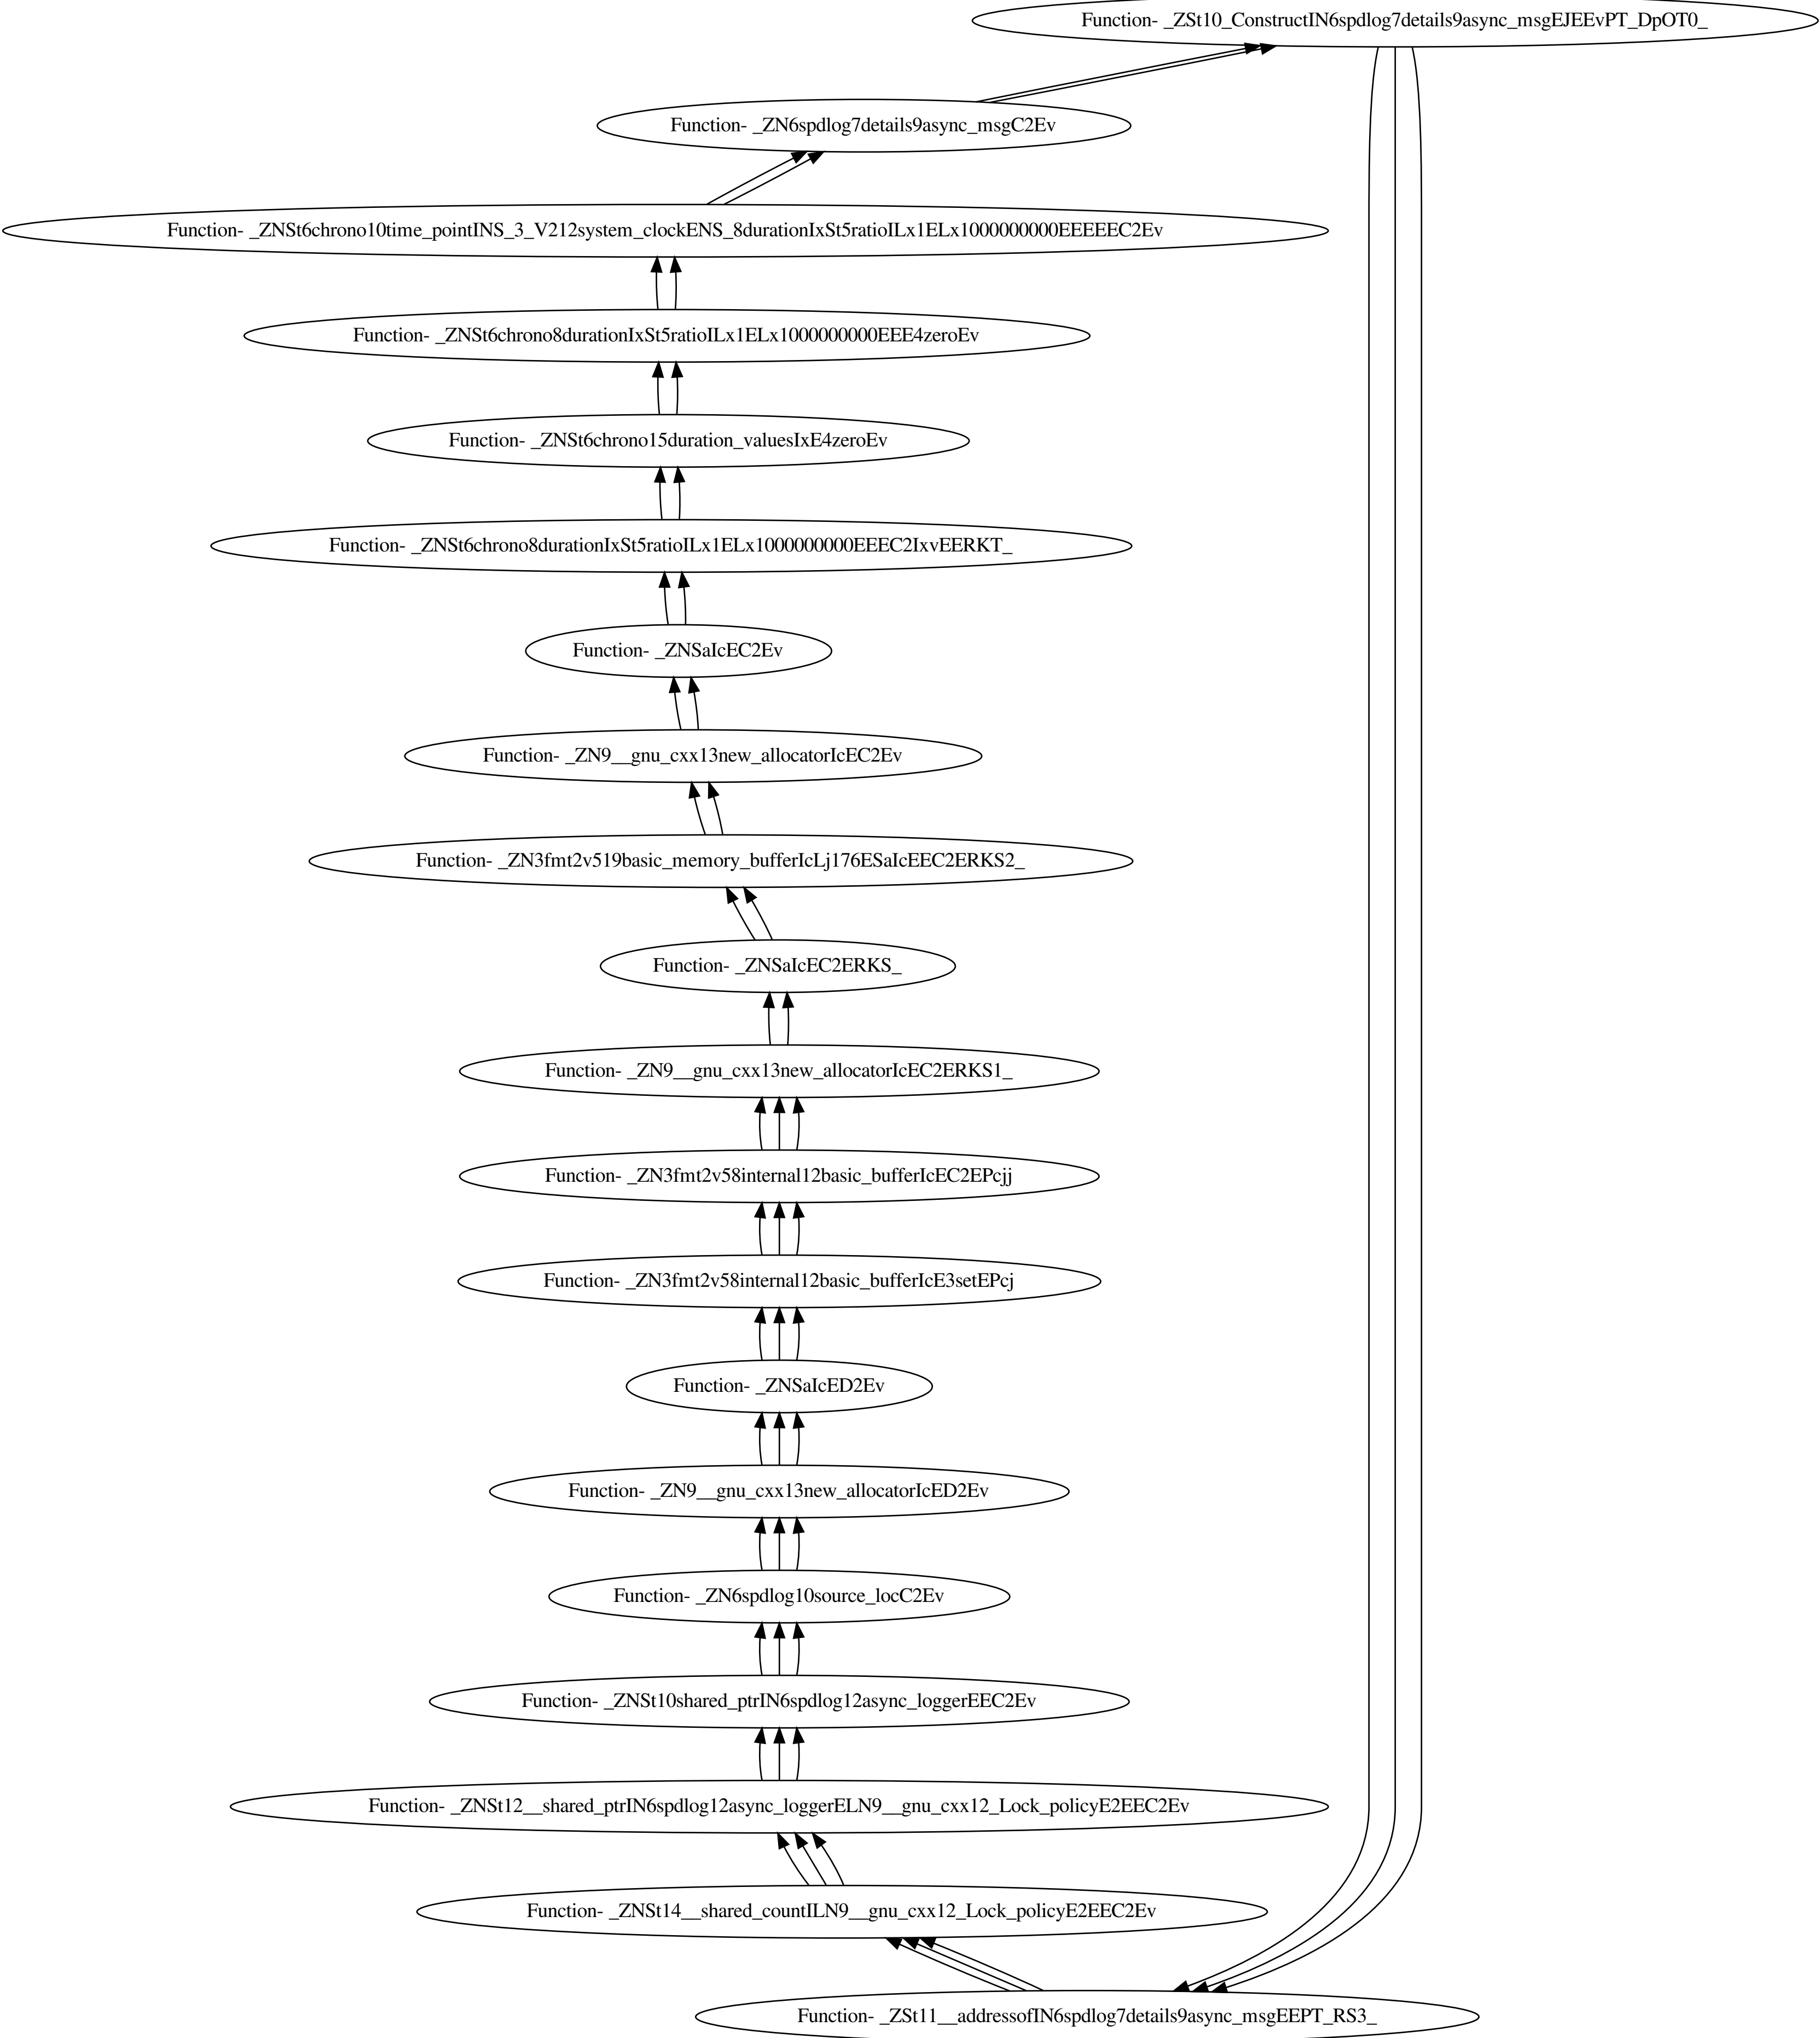 Function- _ZSt10_ConstructIN6spdlog7details9async_msgEJEEvPT_DpOT0_
Function- _ZN6spdlog7details9async_msgC2Ev
Function- _ZNSt6chrono10time_pointINS_3_V212system_clockENS_8durationIxSt5ratioILx1ELx1000000000EEEEEC2Ev
Function- _ZNSt6chrono8durationIxSt5ratioILx1ELx1000000000EEE4zeroEv
Function- _ZNSt6chrono15duration_valuesIxE4zeroEv
Function- _ZNSt6chrono8durationIxSt5ratioILx1ELx1000000000EEEC2IxvEERKT_
Function- _ZNSaIcEC2Ev
Function- _ZN9__gnu_cxx13new_allocatorIcEC2Ev
Function- _ZN3fmt2v519basic_memory_bufferIcLj176ESaIcEEC2ERKS2_
Function- _ZNSaIcEC2ERKS_
Function- _ZN9__gnu_cxx13new_allocatorIcEC2ERKS1_
Function- _ZN3fmt2v58internal12basic_bufferIcEC2EPcjj
Function- _ZN3fmt2v58internal12basic_bufferIcE3setEPcj
Function- _ZNSaIcED2Ev
Function- _ZN9__gnu_cxx13new_allocatorIcED2Ev
Function- _ZN6spdlog10source_locC2Ev
Function- _ZNSt10shared_ptrIN6spdlog12async_loggerEEC2Ev
Function- _ZNSt12__shared_ptrIN6spdlog12async_loggerELN9__gnu_cxx12_Lock_policyE2EEC2Ev
Function- _ZNSt14__shared_countILN9__gnu_cxx12_Lock_policyE2EEC2Ev
Function- _ZSt11__addressofIN6spdlog7details9async_msgEEPT_RS3_